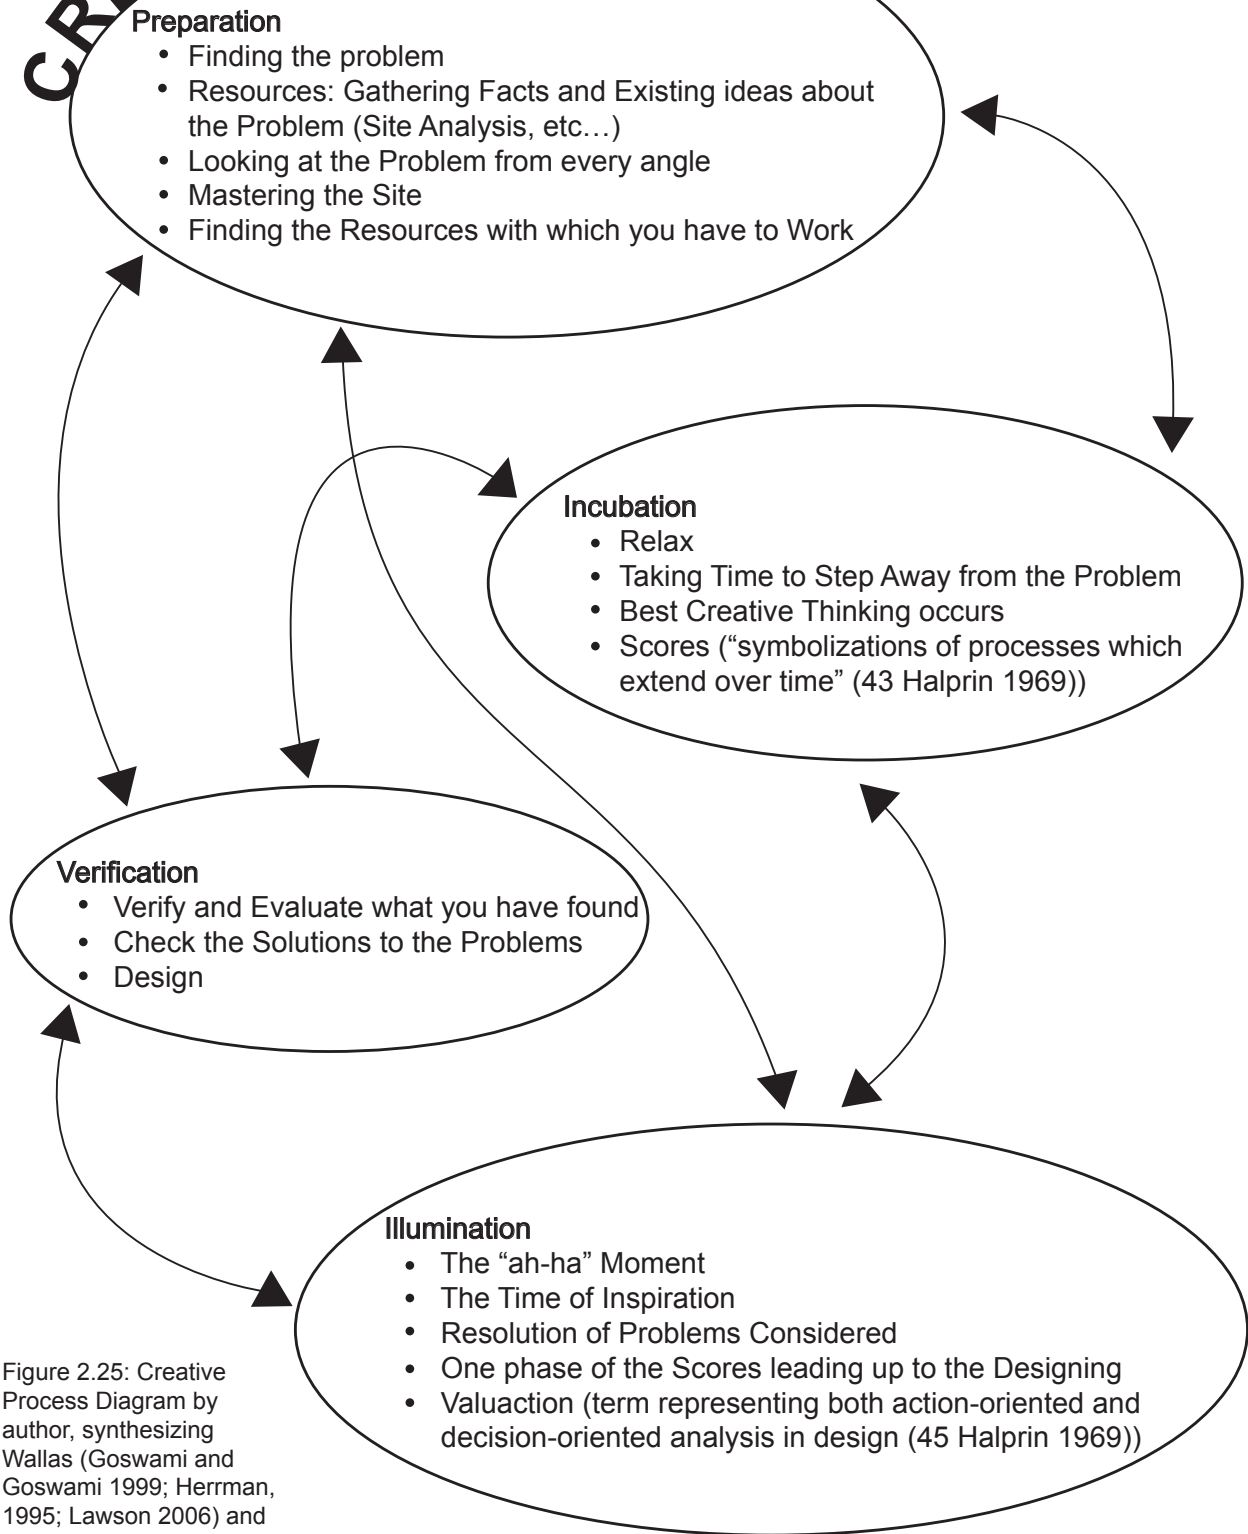 CR
Preparation
• Finding the problem
• Resources: Gathering Facts and Existing ideas about
the Problem (Site Analysis, etc…)
• Looking at the Problem from every angle
• Mastering the Site
• Finding the Resources with which you have to Work
Incubation
• Relax
• Taking Time to Step Away from the Problem
• Best Creative Thinking occurs
• Scores (“symbolizations of processes which
extend over time” (43 Halprin 1969))
Verification
• Verify and Evaluate what you have found
• Check the Solutions to the Problems
• Design
Illumination
• The “ah-ha” Moment
• The Time of Inspiration
• Resolution of Problems Considered
• One phase of the Scores leading up to the Designing
• Valuaction (term representing both action-oriented and
decision-oriented analysis in design (45 Halprin 1969))
Figure 2.25: Creative
Process Diagram by
author, synthesizing
Wallas (Goswami and
Goswami 1999; Herrman,
1995; Lawson 2006) and